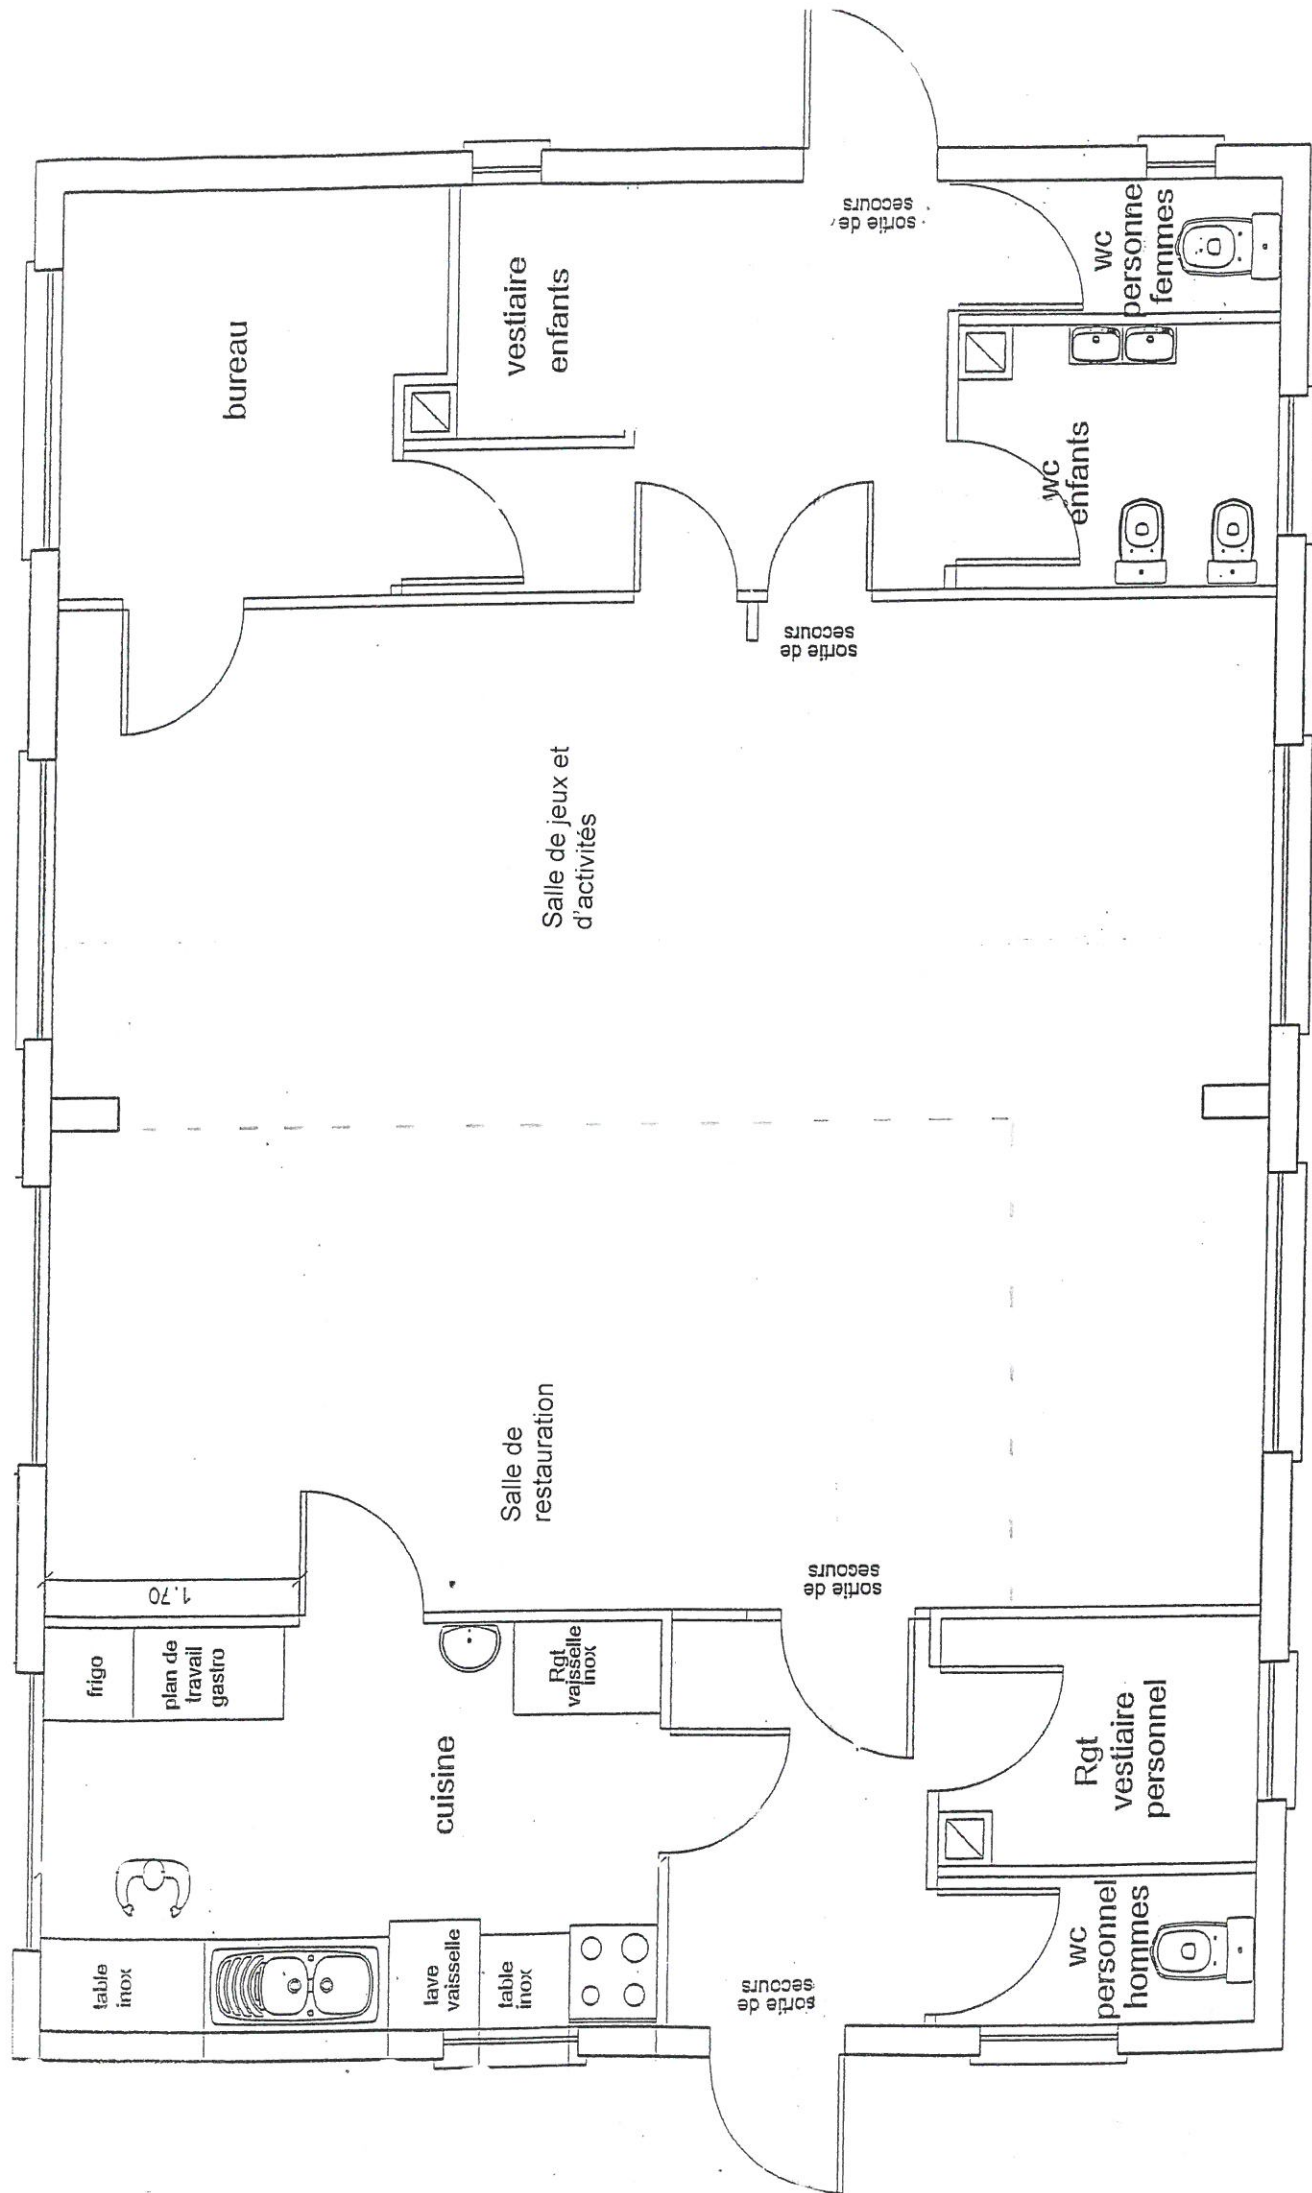 frigo
plan de
travail
gastro
1.70
table
inox
cuisine
lave
vaisselle
table
inox
Rgt
vaisselle
inox
Salle de
restauration
Salle de jeux et
d'activités
bureau
vestiaire
enfants
sortie de
secours
sortie de
secours
sortie de
secours
sortie de
secours
wc
personnel
hommes
Rgt
vestiaire
personnel
wc
enfants
wc
personne
femmes